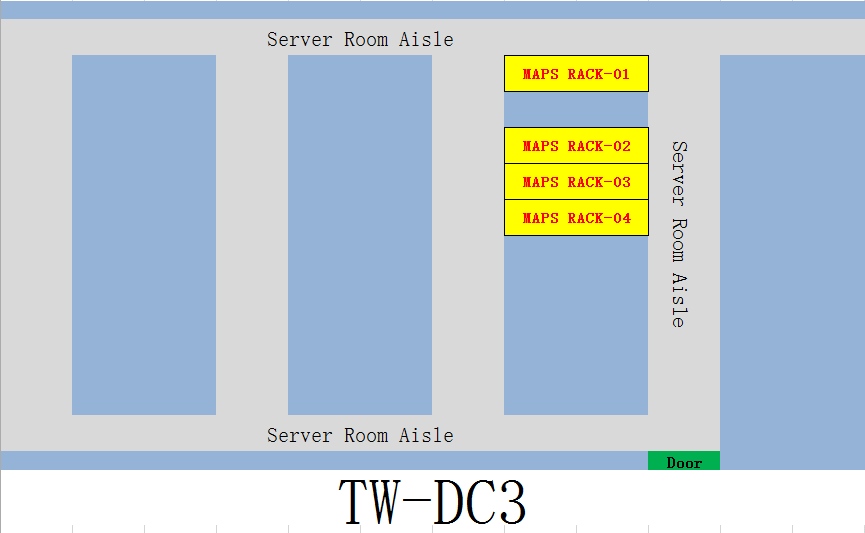 Server Room Aisle
MAPS RACK-01
MAPS RACK-02
MAPS RACK-03
MAPS RACK-04
Server Room Aisle
Server Room Aisle
Door
TW-DC3